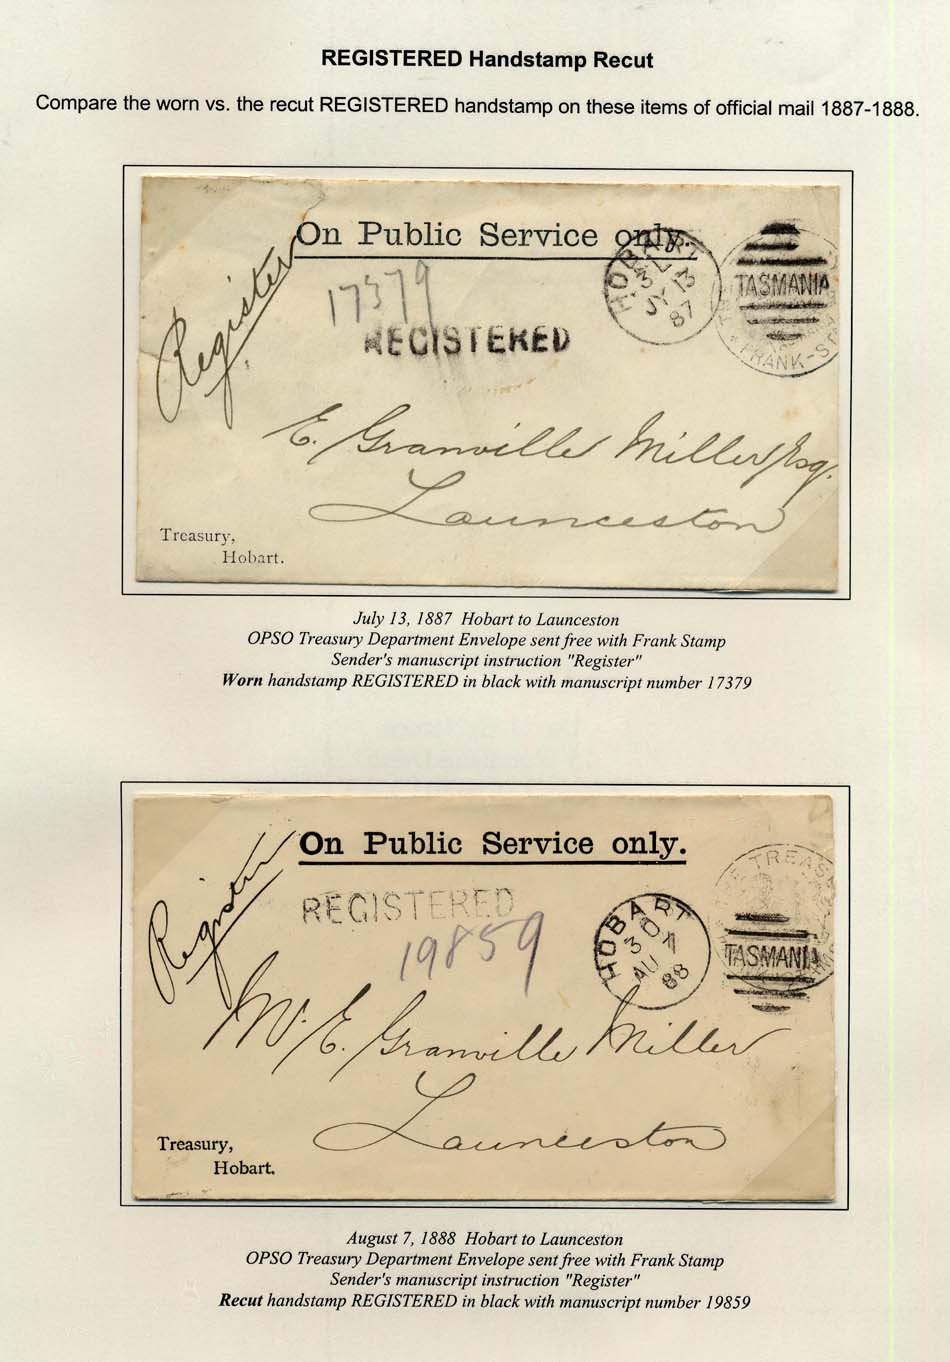 REGISTERED Handstamp Recut
Compare the worn vs. the recut REGISTERED handstamp on these items of official mail 1887-1888.
On Public Service only.
Register
17379
REGISTERED
HOBART
3 L
JY 13
87
TASMANIA
FRANK-S
E. Granville Miller Esq.
Launceston
Treasury,
Hobart.
July 13, 1887 Hobart to Launceston
OPSO Treasury Department Envelope sent free with Frank Stamp
Sender's manuscript instruction "Register"
Worn handstamp REGISTERED in black with manuscript number 17379
On Public Service only.
Register
REGISTERED
19859
HOBART
AU 7
88
TREAS
TASMANIA
Mr. E. Granville Miller
Launceston
Treasury,
Hobart.
August 7, 1888 Hobart to Launceston
OPSO Treasury Department Envelope sent free with Frank Stamp
Sender's manuscript instruction "Register"
Recut handstamp REGISTERED in black with manuscript number 19859